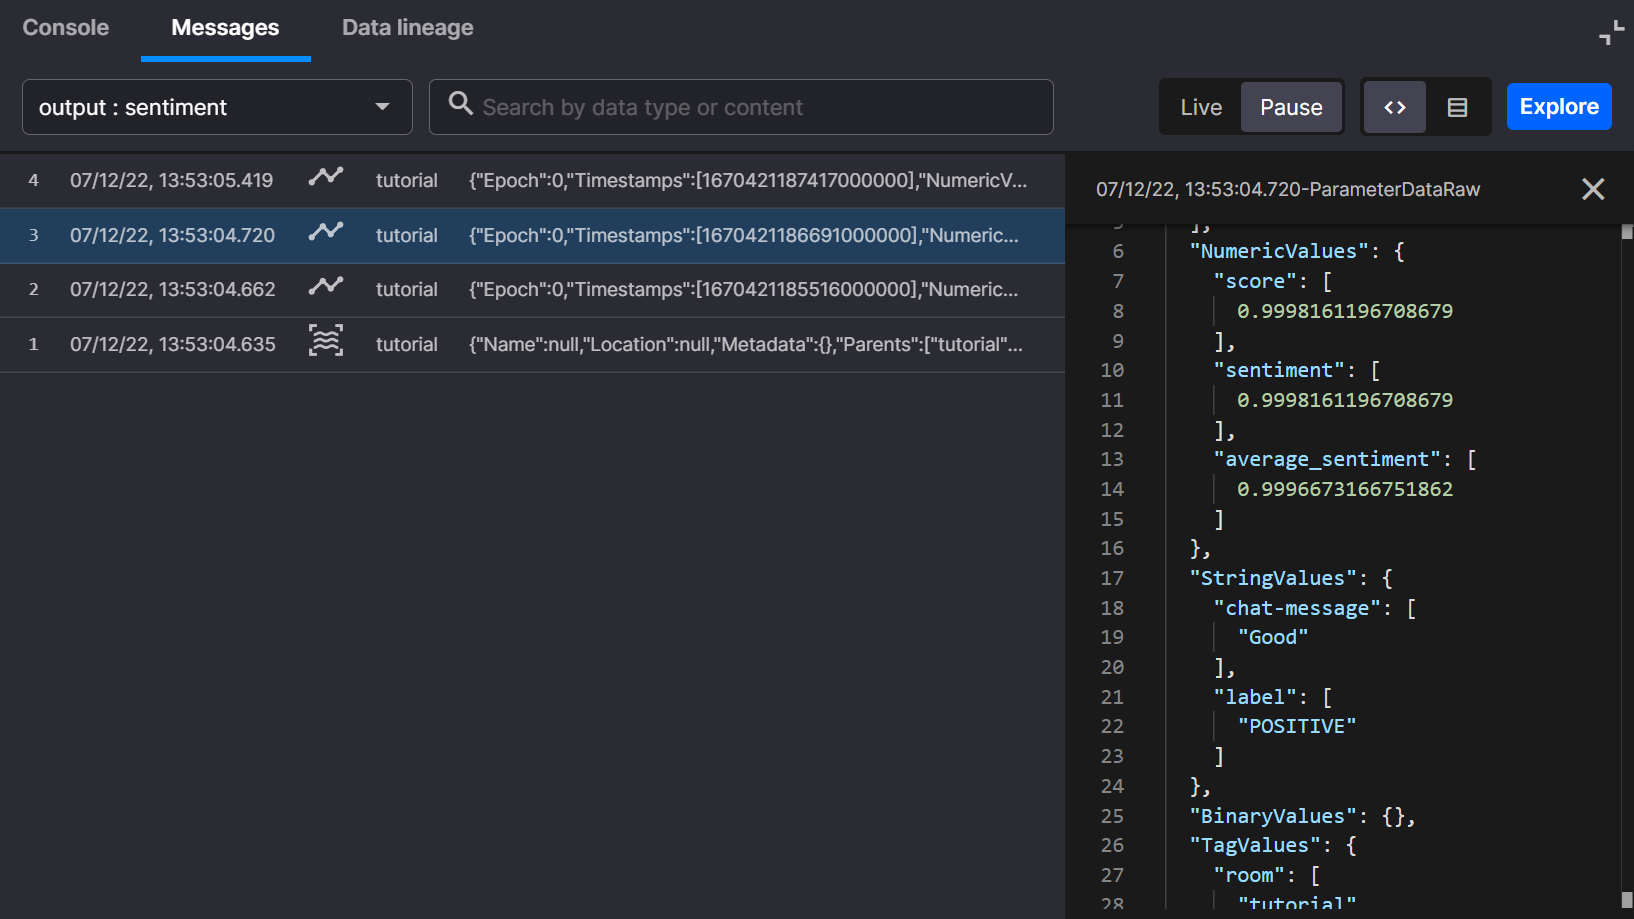 Console Messages Data lineage
output : sentiment Search by data type or content Live Pause <> Explore
4 07/12/22, 13:53:05.419 tutorial {"Epoch":0,"Timestamps":[1670421187417000000],"NumericV...
3 07/12/22, 13:53:04.720 tutorial {"Epoch":0,"Timestamps":[1670421186691000000],"Numeric...
2 07/12/22, 13:53:04.662 tutorial {"Epoch":0,"Timestamps":[1670421185516000000],"Numeric...
1 07/12/22, 13:53:04.635 tutorial {"Name":null,"Location":null,"Metadata":{},"Parents":["tutorial"...
07/12/22, 13:53:04.720-ParameterDataRaw
5 ],
6 "NumericValues": {
7 "score": [
8 0.9998161196708679
9 ],
10 "sentiment": [
11 0.9998161196708679
12 ],
13 "average_sentiment": [
14 0.9996673166751862
15 ]
16 },
17 "StringValues": {
18 "chat-message": [
19 "Good"
20 ],
21 "label": [
22 "POSITIVE"
23 ]
24 },
25 "BinaryValues": {},
26 "TagValues": {
27 "room": [
28 "tutorial"